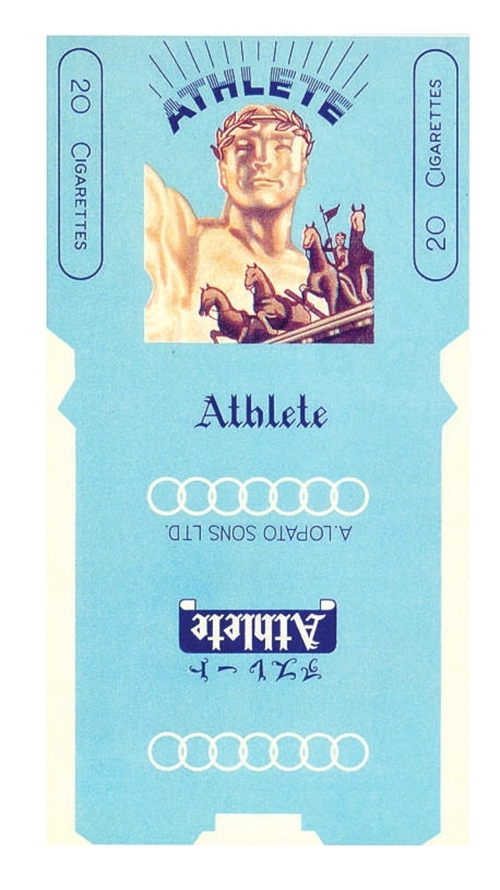 ATHLETE
20 CIGARETTES
20 CIGARETTES
Athlete
A. LOPATO SONS LTD.
Athlete
アスレート